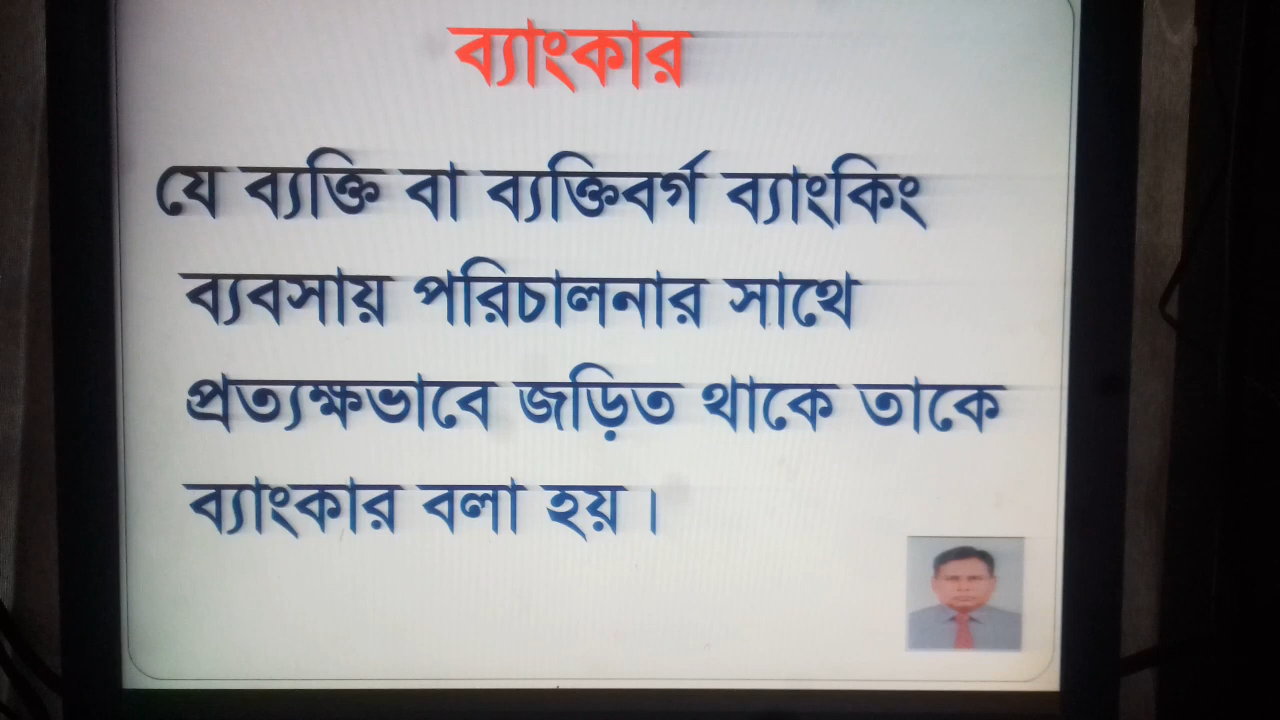 ব্যাংকার
যে ব্যক্তি বা ব্যক্তিবর্গ ব্যাংকিং
ব্যবসায় পরিচালনার সাথে
প্রত্যক্ষভাবে জড়িত থাকে তাকে
ব্যাংকার বলা হয়।